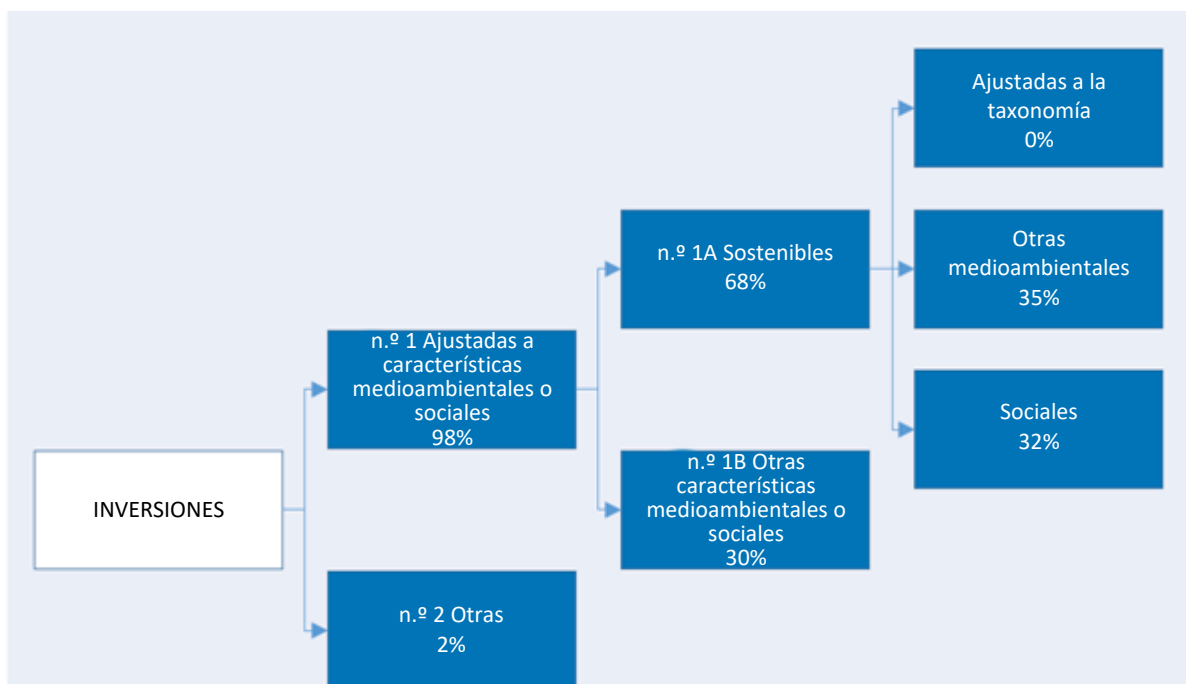 Ajustadas a la
taxonomía
0%
n.º 1A Sostenibles
68%
Otras
medioambientales
35%
n.º 1 Ajustadas a
características
medioambientales o
sociales
98%
Sociales
32%
INVERSIONES
n.º 1B Otras
características
medioambientales o
sociales
30%
n.º 2 Otras
2%